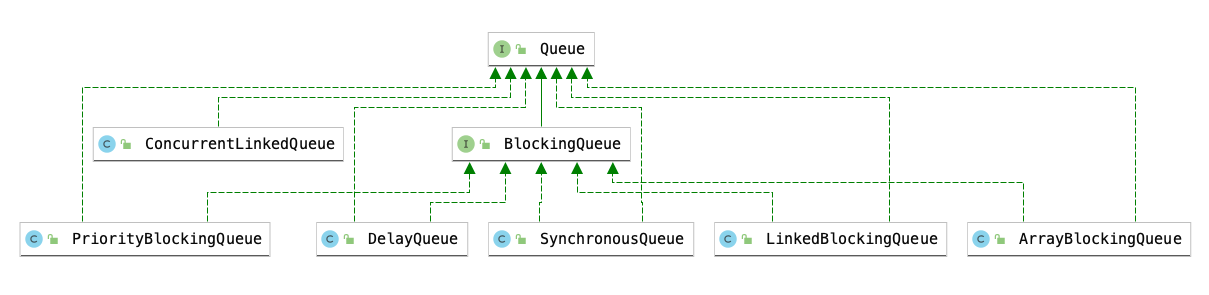 I Queue
C ConcurrentLinkedQueue
I BlockingQueue
C PriorityBlockingQueue
C DelayQueue
C SynchronousQueue
C LinkedBlockingQueue
C ArrayBlockingQueue